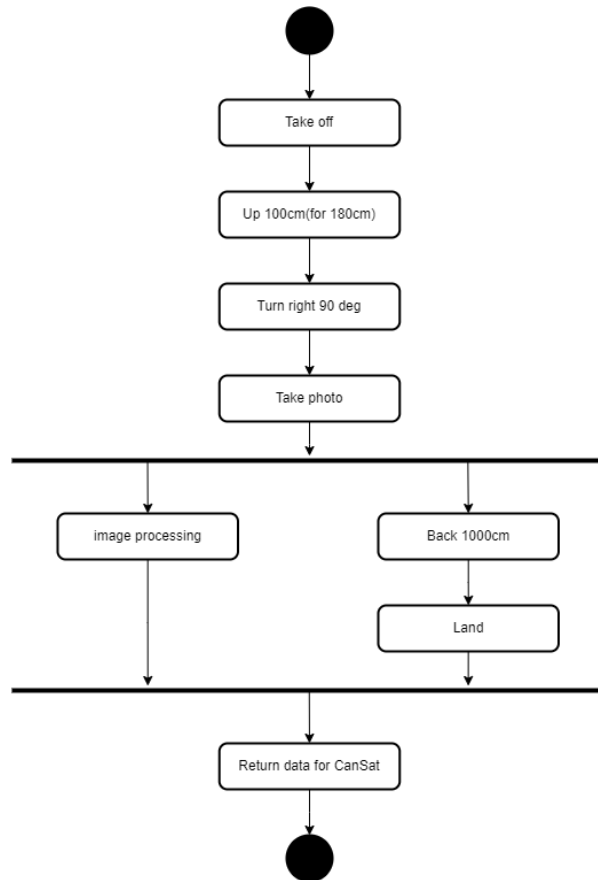 Take off
Up 100cm(for 180cm)
Turn right 90 deg
Take photo
image processing
Back 1000cm
Land
Return data for CanSat